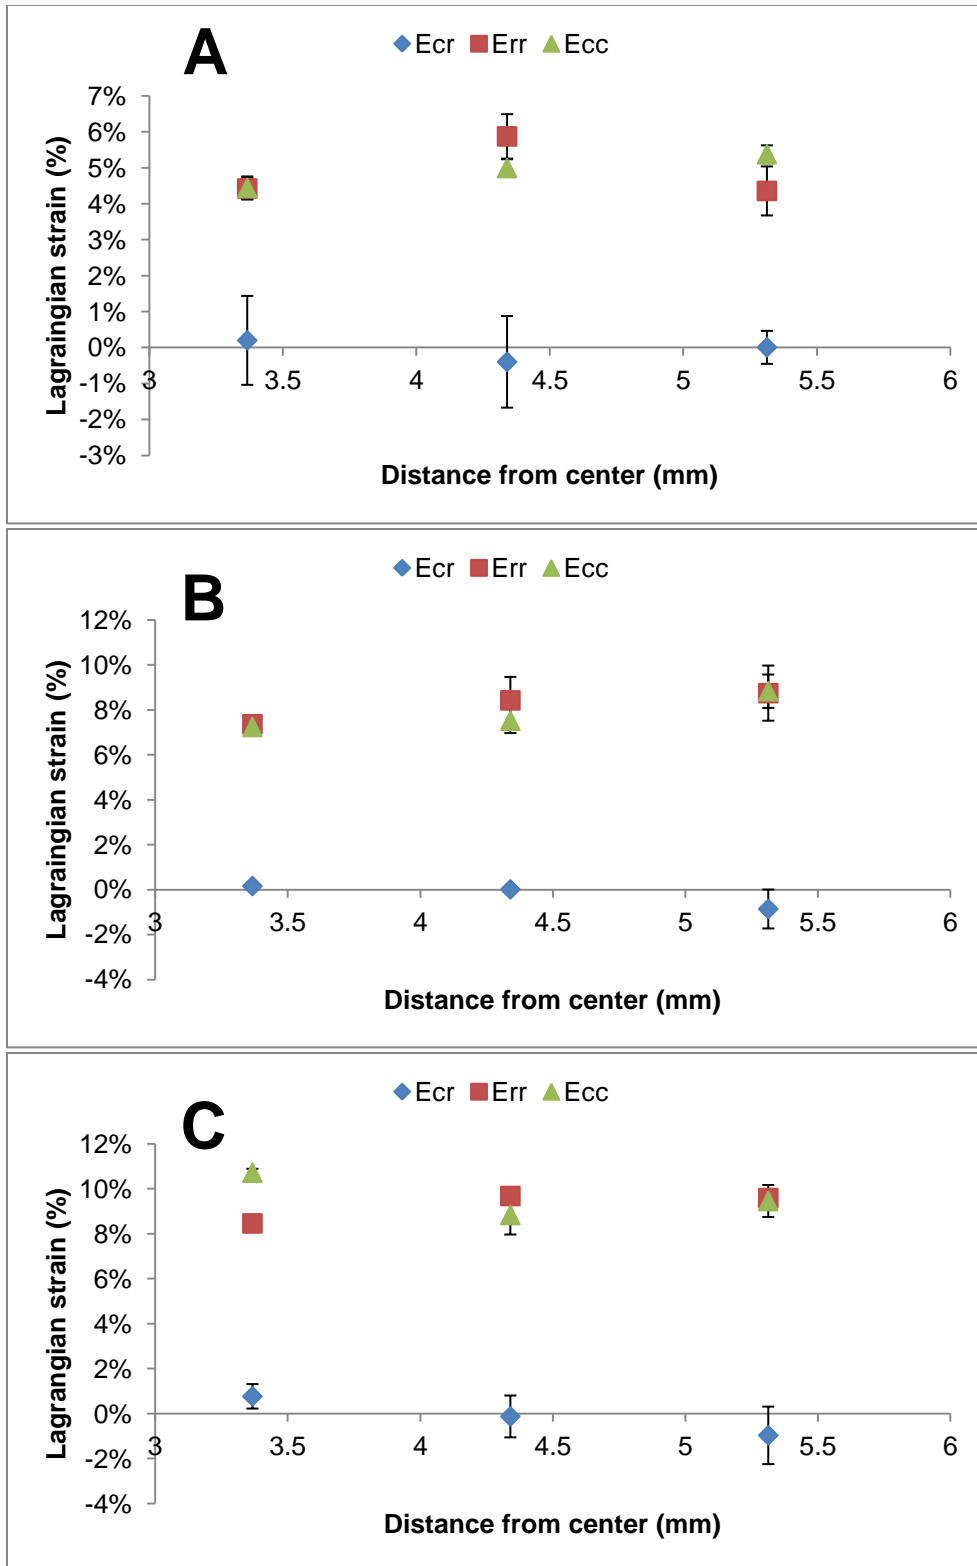 A
Ecr Err Ecc
7%
6%
5%
4%
3%
2%
1%
0%
-1%
-2%
-3%
Lagraingian strain (%)
3 3.5 4 4.5 5 5.5 6
Distance from center (mm)
B
Ecr Err Ecc
12%
10%
8%
6%
4%
2%
0%
-2%
-4%
Lagraingian strain (%)
3 3.5 4 4.5 5 5.5 6
Distance from center (mm)
C
Ecr Err Ecc
12%
10%
8%
6%
4%
2%
0%
-2%
-4%
Lagrangian strain (%)
3 3.5 4 4.5 5 5.5 6
Distance from center (mm)